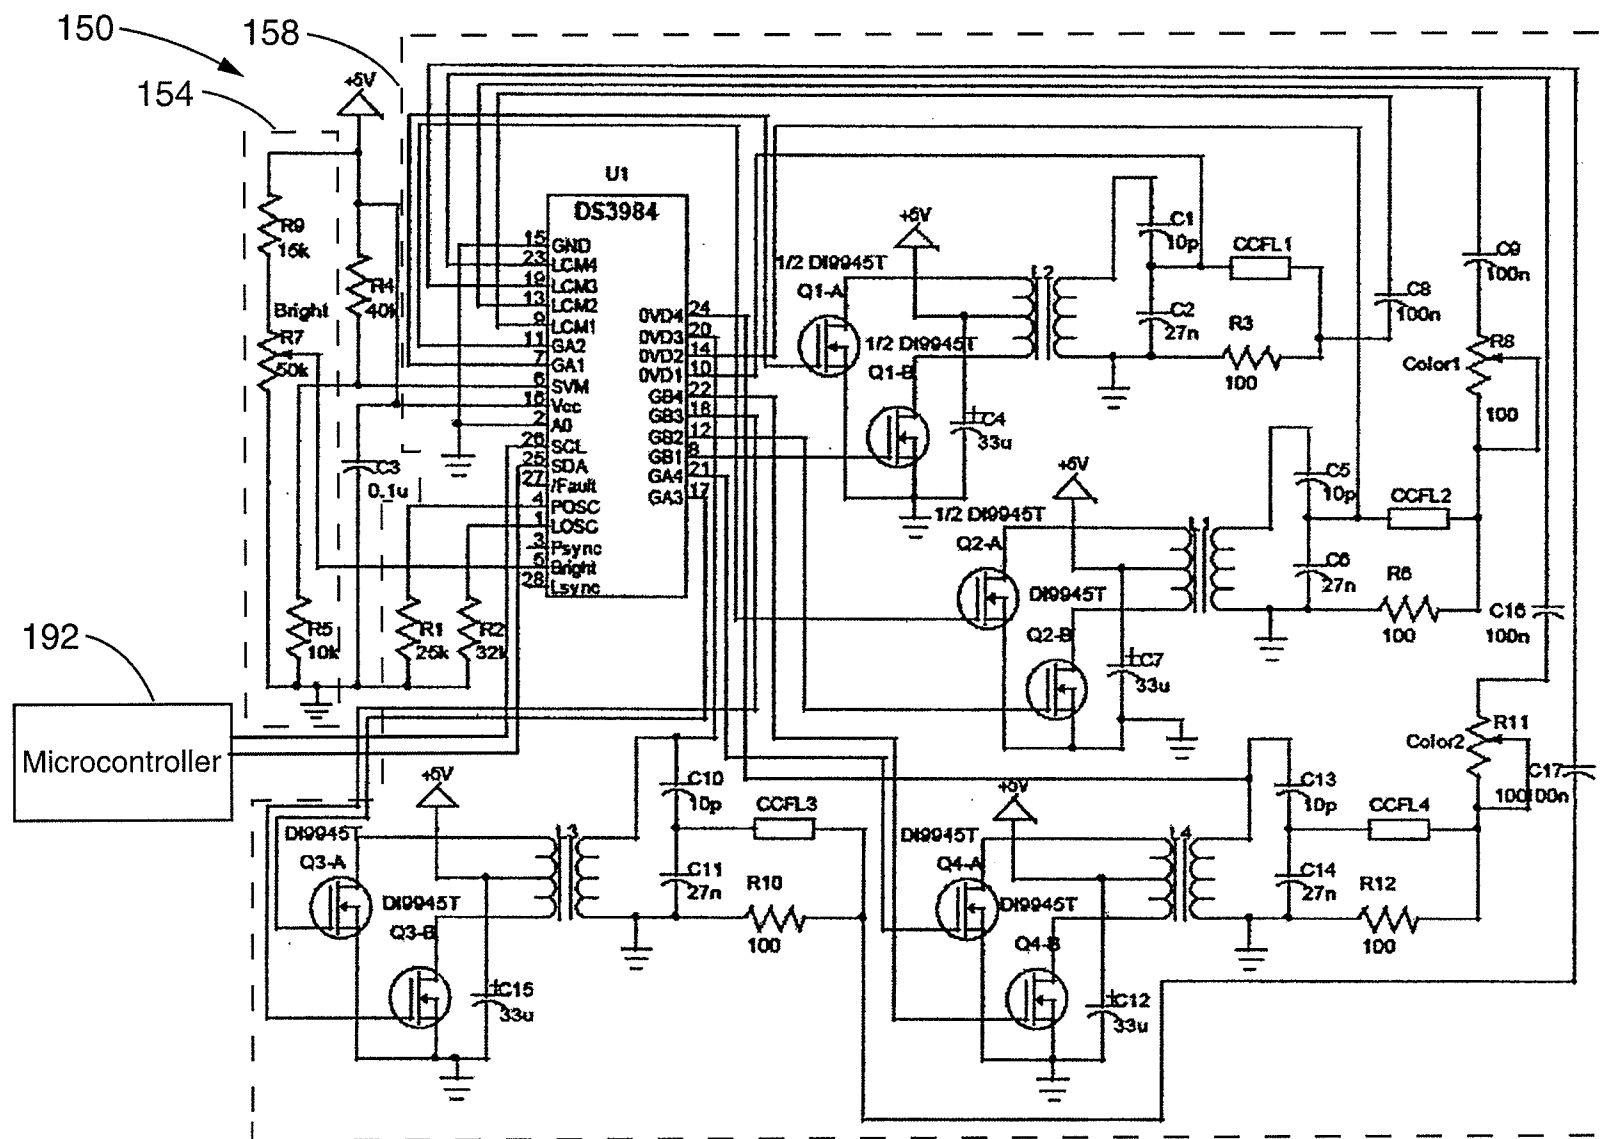 150
158
154
+5V
U1
DS3984
R9
15k
R4
40k
Bright
R7
50k
15 GND
23 LCM4
19 LCM3
13 LCM2
9 LCM1
11 GA2
7 GA1
6 SVM
16 Vcc
2 A0
26 SCL
25 SDA
27 /Fault
4 POSC
1 LOSC
3 Psync
5 Bright
28 Lsync
0VD4 24
0VD3 20
0VD2 14
0VD1 10
GB4 22
GB3 18
GB2 12
GB1 8
GA4 21
GA3 17
C3
0.1u
R5
10k
R1
25k
R2
32k
192
Microcontroller
+5V
1/2 DI9945T
Q1-A
1/2 DI9945T
Q1-B
C4
33u
L2
C1
10p
C2
27n
CCFL1
R3
100
C8
100n
C9
100n
R8
Color1
100
+5V
1/2 DI9945T
Q2-A
DI9945T
Q2-B
C7
33u
C5
10p
C6
27n
CCFL2
R6
100
C16
100n
R11
Color2
100
C17
100n
+5V
DI9945T
Q3-A
DI9945T
Q3-B
C15
33u
C10
10p
C11
27n
CCFL3
R10
100
+5V
DI9945T
Q4-A
DI9945T
Q4-B
C12
33u
C13
10p
C14
27n
CCFL4
R12
100